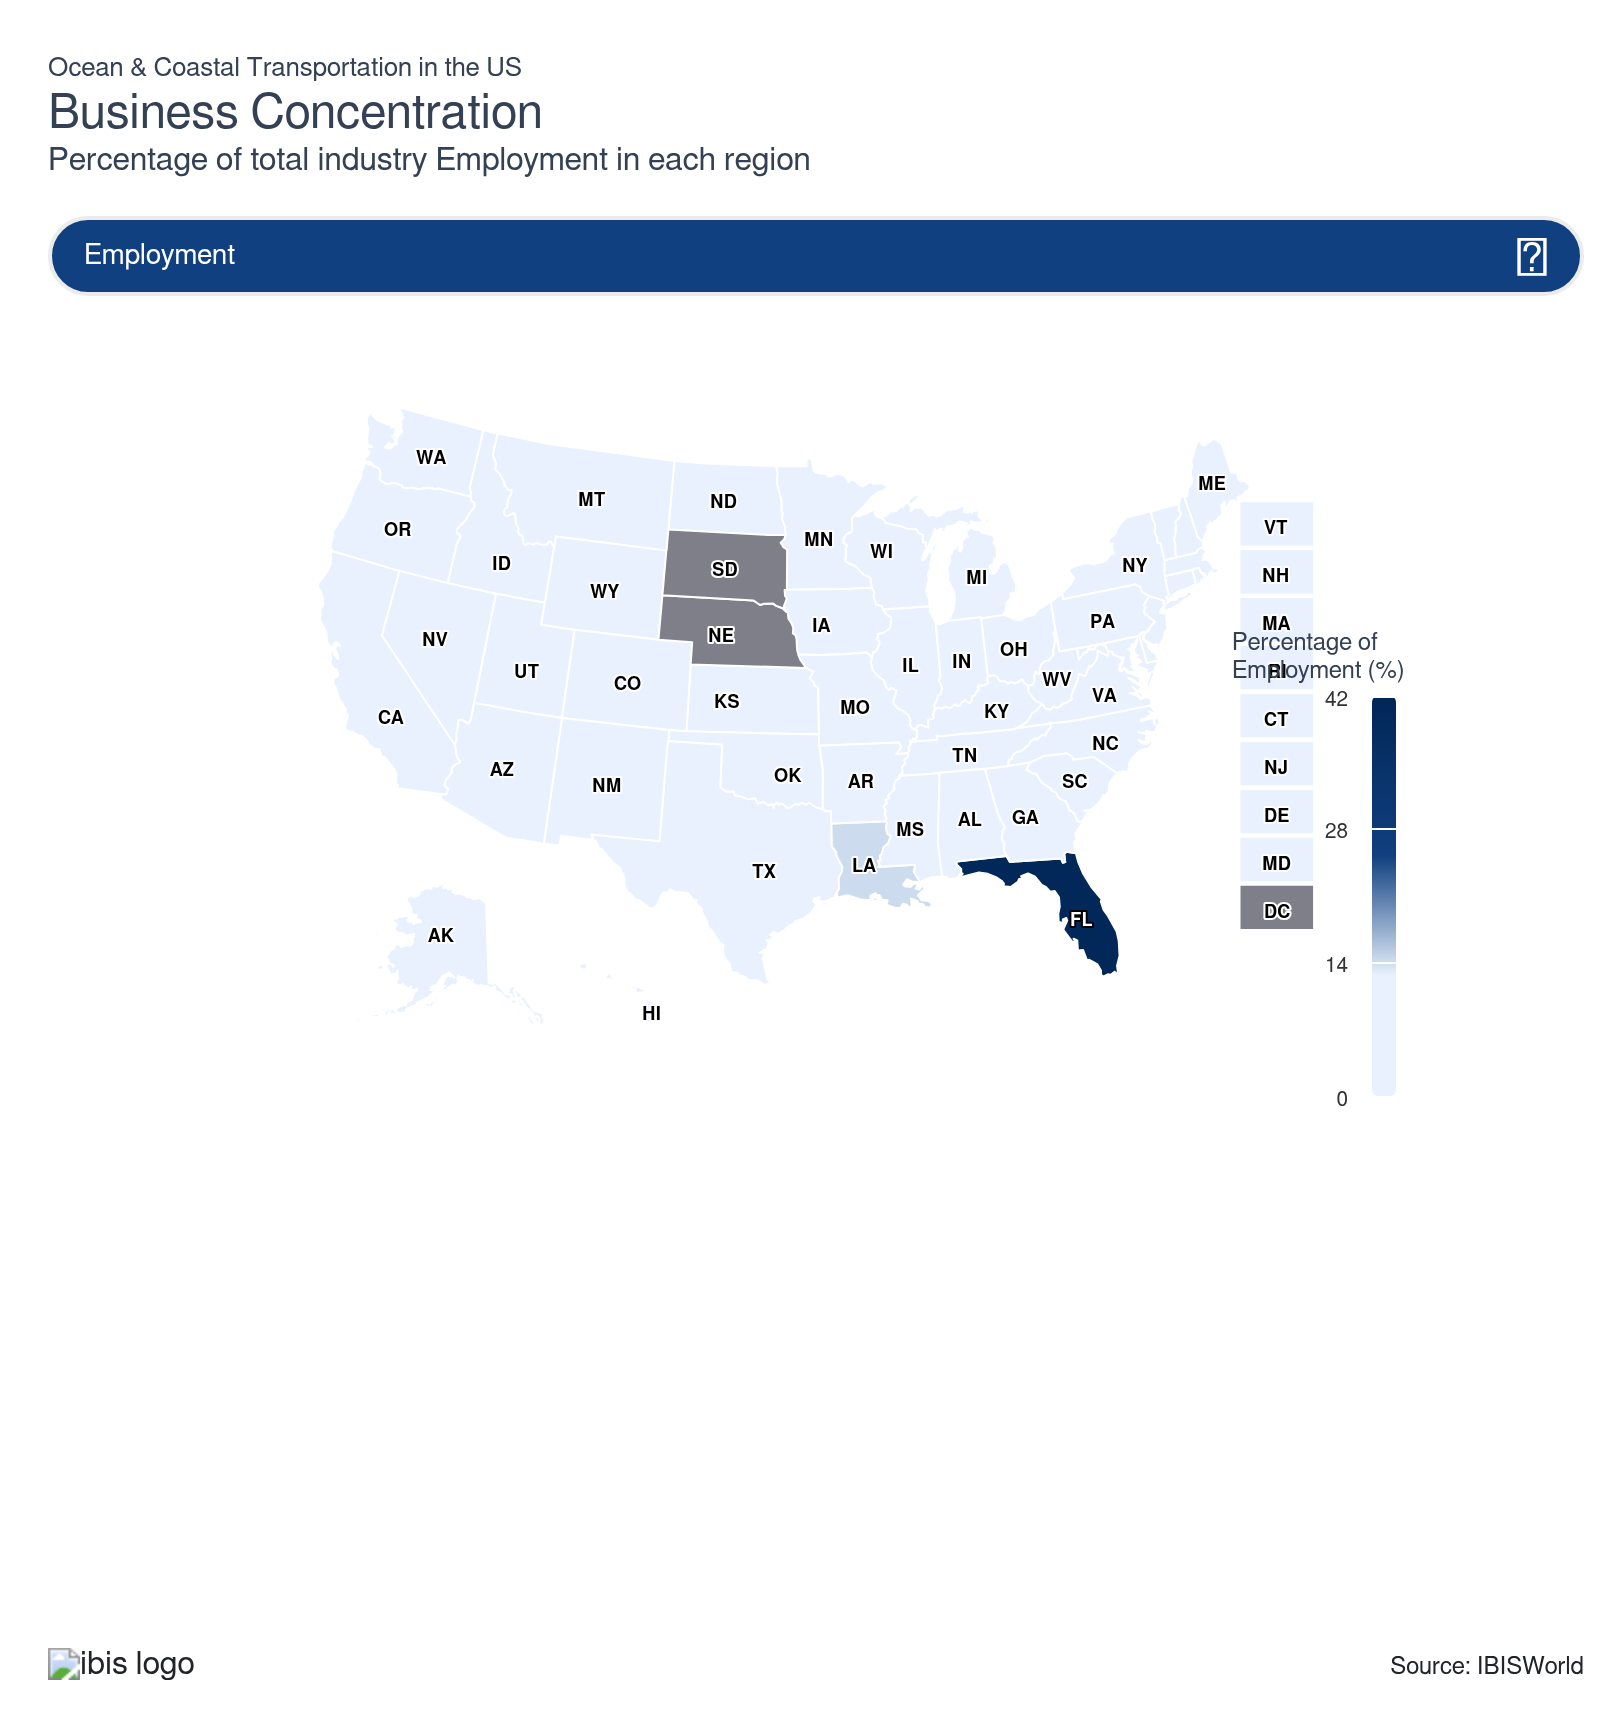 Ocean & Coastal Transportation in the US
Business Concentration
Percentage of total industry Employment in each region
Employment
WA
MT
ND
ME
OR
ID
MN
WI
NY
VT
SD
MI
NH
WY
NE
IA
PA
MA
Percentage of
Employment (%)
NV
UT
CO
KS
IL
IN
OH
WV
VA
RI
CA
MO
KY
CT
42
AZ
NM
OK
AR
TN
NC
SC
NJ
TX
LA
MS
AL
GA
DE
28
MD
AK
FL
DC
14
HI
0
ibis logo
Source: IBISWorld